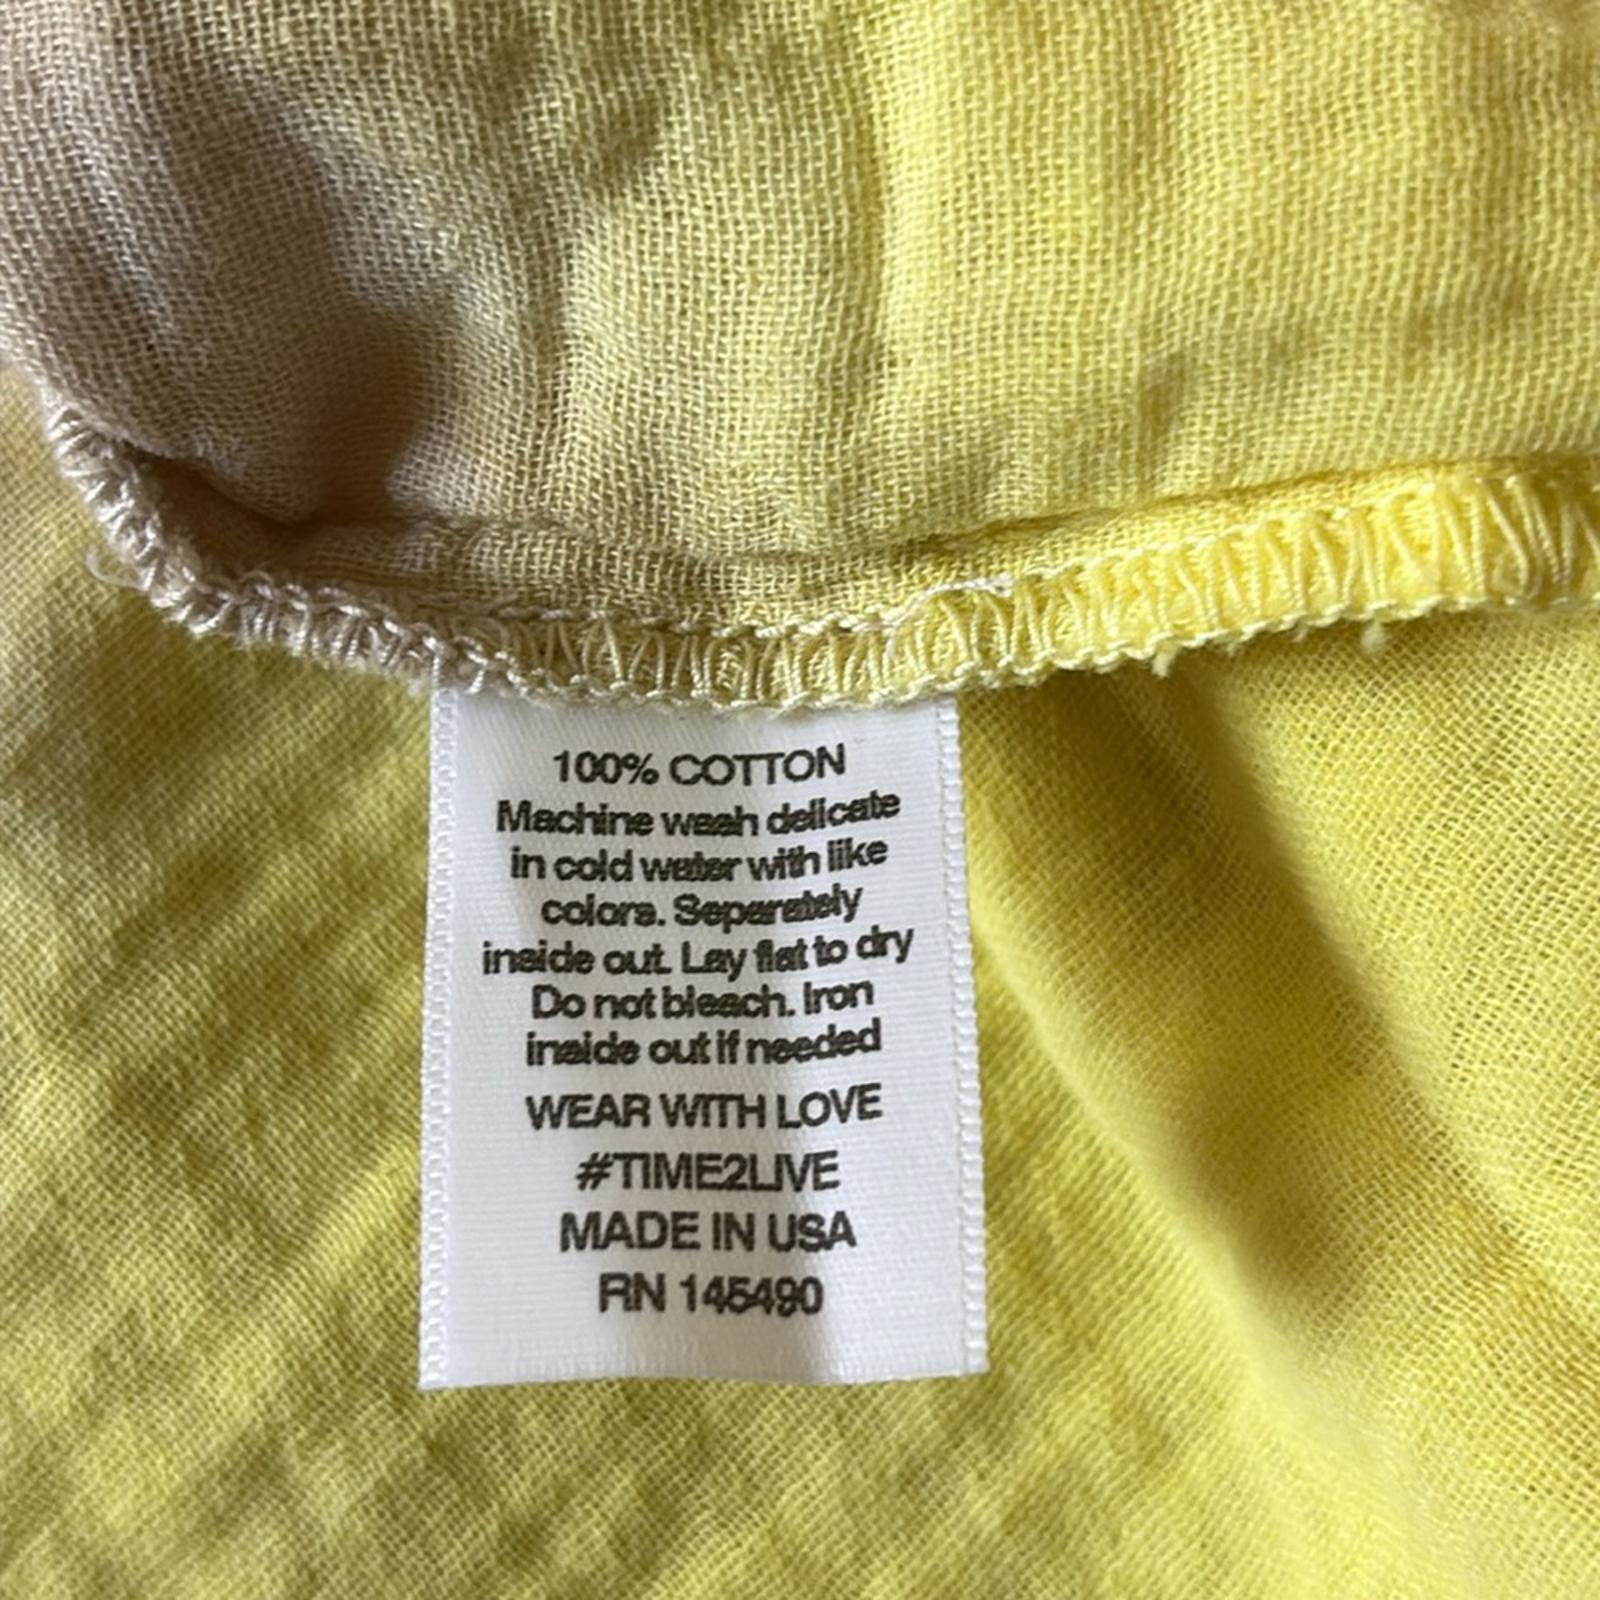 100% COTTON
Machine wash delicate
in cold water with like
colors. Separately
inside out. Lay flat to dry
Do not bleach. Iron
inside out if needed
WEAR WITH LOVE
#TIME2LIVE
MADE IN USA
RN 145490